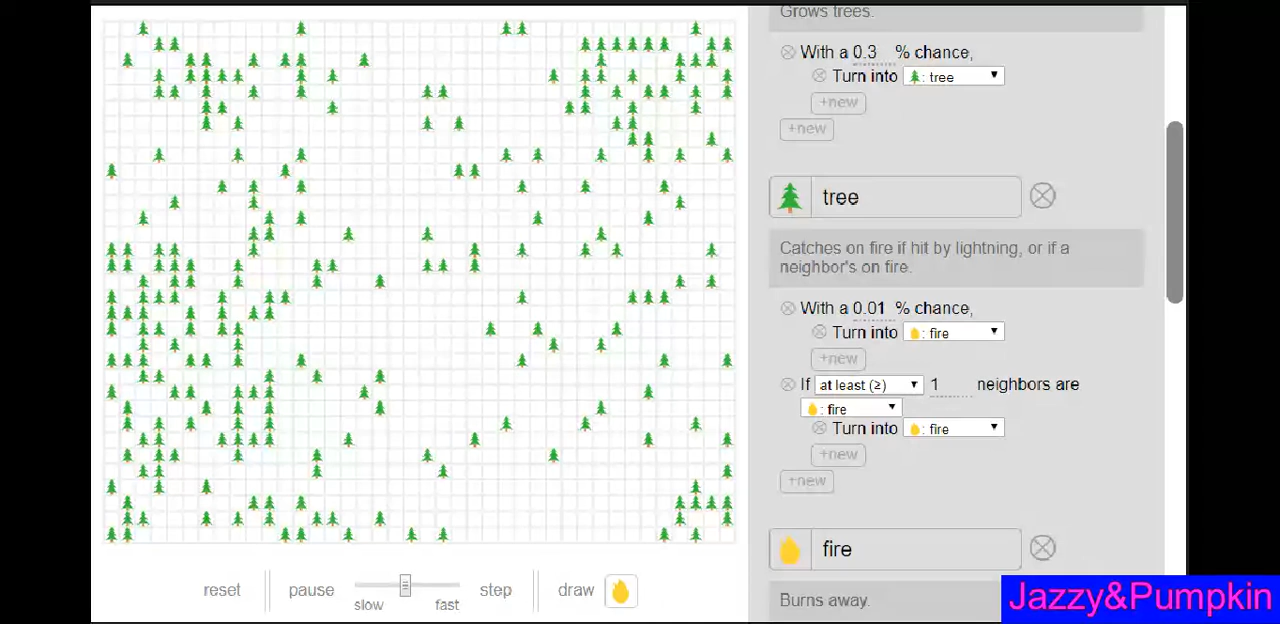 Grows trees.
With a 0.3 % chance,
Turn into : tree
+new
+new
tree
Catches on fire if hit by lightning, or if a
neighbor's on fire.
With a 0.01 % chance,
Turn into : fire
+new
If at least (≥) 1 neighbors are
: fire
Turn into : fire
+new
+new
fire
Burns away.
reset pause slow fast step draw
Jazzy&Pumpkin